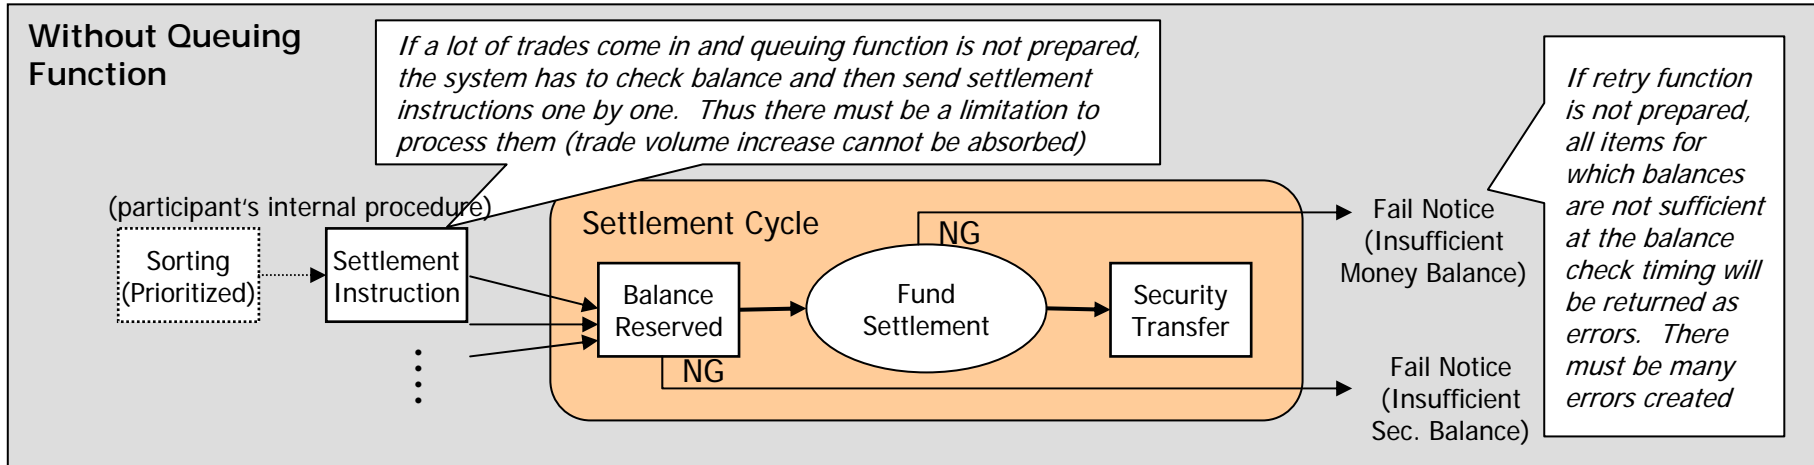 Without Queuing
Function
If a lot of trades come in and queuing function is not prepared,
the system has to check balance and then send settlement
instructions one by one.  Thus there must be a limitation to
process them (trade volume increase cannot be absorbed)
If retry function
is not prepared,
all items for
which balances
are not sufficient
at the balance
check timing will
be returned as
errors.  There
must be many
errors created
(participant's internal procedure)
Sorting
(Prioritized)
Settlement
Instruction
Settlement Cycle
Balance
Reserved
NG
Fund
Settlement
NG
Security
Transfer
Fail Notice
(Insufficient
Money Balance)
Fail Notice
(Insufficient
Sec. Balance)